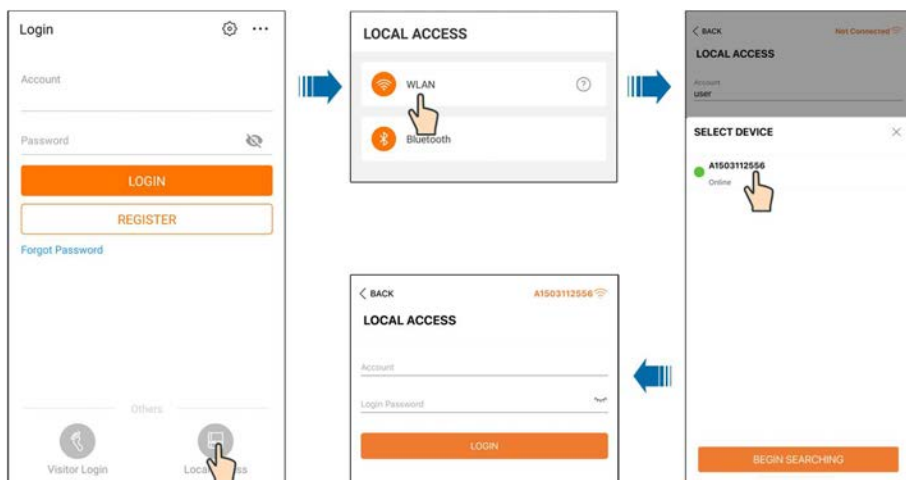 Login
Account
Password
LOGIN
REGISTER
Forgot Password
Others
Visitor Login
LOCAL ACCESS
WLAN
Bluetooth
BACK
Not Connected
LOCAL ACCESS
Account
user
SELECT DEVICE
A1503112556
Online
BEGIN SEARCHING
BACK
A1503112556
LOCAL ACCESS
Account
Login Password
LOGIN